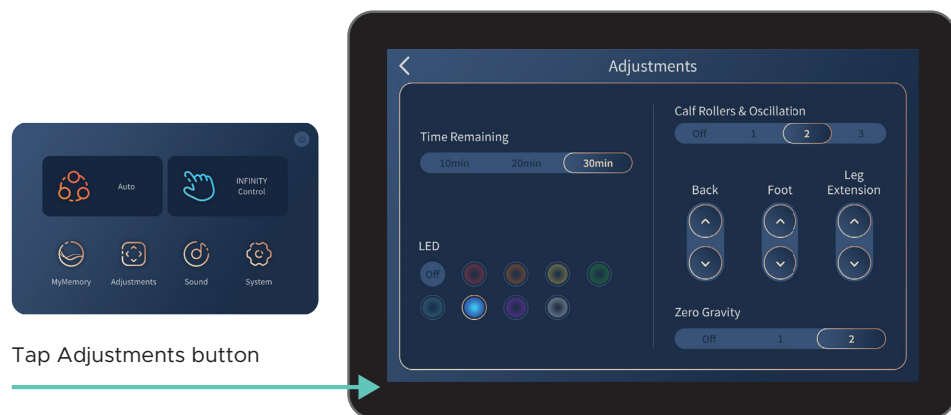 Auto
INFINITY
Control
MyMemory Adjustments Sound System
Tap Adjustments button
Adjustments
Time Remaining
10min 20min 30min
LED
Off
Calf Rollers & Oscillation
Off 1 2 3
Back Foot Leg
Extension
Zero Gravity
Off 1 2